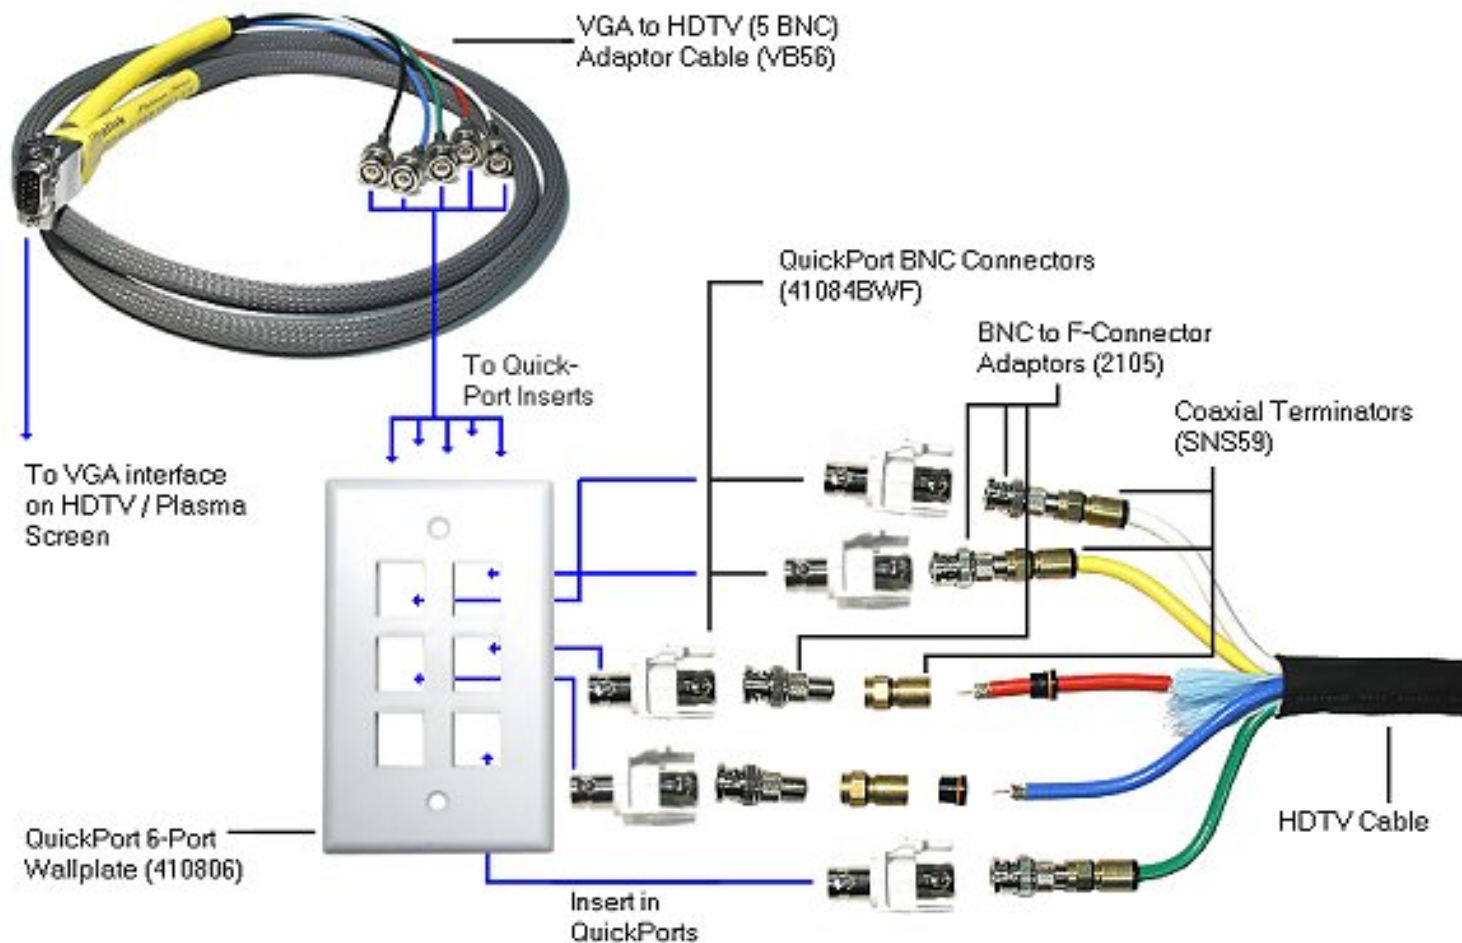 VGA to HDTV (5 BNC)
Adaptor Cable (VB56)
QuickPort BNC Connectors
(41084BWF)
BNC to F-Connector
Adaptors (2105)
To Quick-
Port Inserts
Coaxial Terminators
(SNS59)
To VGA interface
on HDTV / Plasma
Screen
HDTV Cable
QuickPort 6-Port
Wallplate (410806)
Insert in
QuickPorts